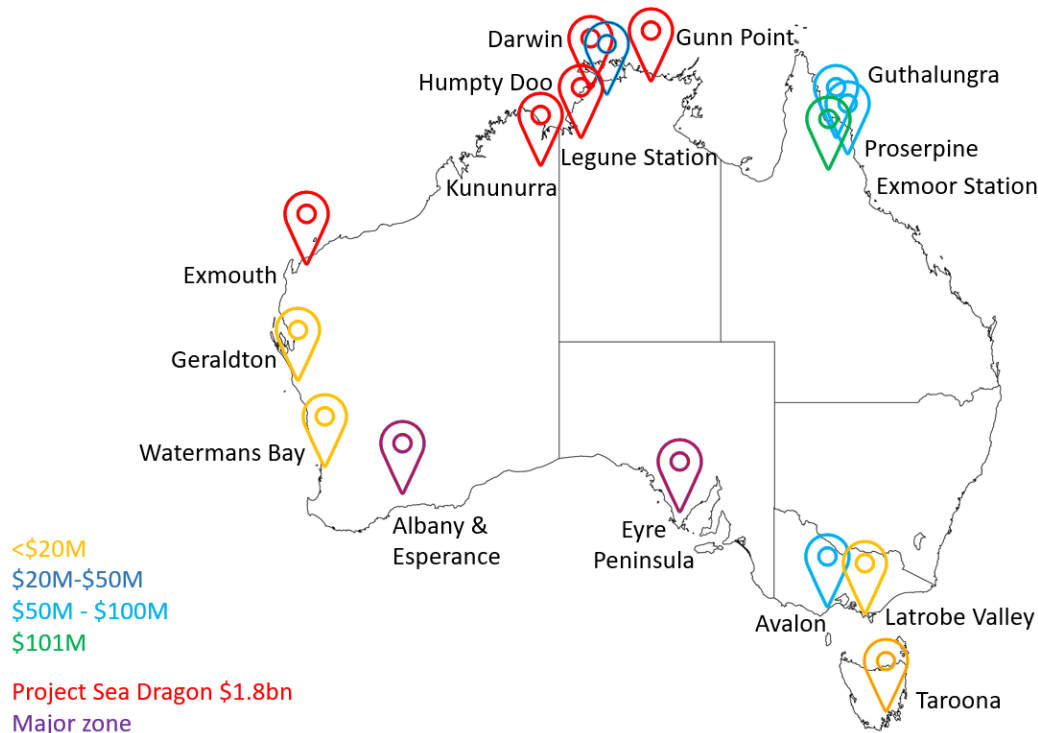 Darwin
Gunn Point
Humpty Doo
Guthalungra
Legune Station
Proserpine
Kununurra
Exmoor Station
Exmouth
Geraldton
Watermans Bay
Albany &
Esperance
Eyre
Peninsula
<$20M
$20M-$50M
$50M - $100M
$101M
Avalon
Latrobe Valley
Project Sea Dragon $1.8bn
Major zone
Taroona